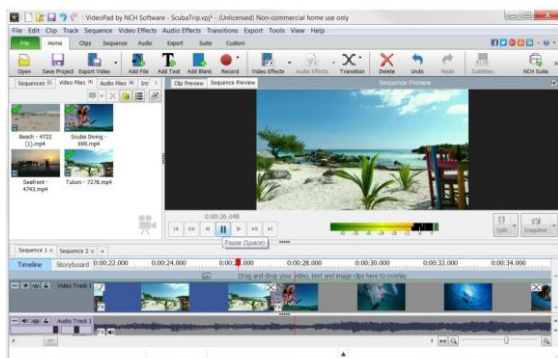 VideoPad by NCH Software - ScubaTrip.vpj* - (Unlicensed) Non-commercial home use only
File Edit Clip Track Sequence Video Effects Audio Effects Transitions Export Tools View Help
File Home Clips Sequence Audio Export Suite Custom
Open Save Project Export Video Add File Add Text Add Blank Record Video Effects Audio Effects Transition Delete Undo Redo Subtitles NCH Suite
Sequences Video Files Audio Files Clip Preview Sequence Preview
Sequence Preview
Beach - 4722 (1).mp4
Scuba Diving - 699.mp4
Seafront - 4743.mp4
Tulum - 7276.mp4
0:00:26.048
Pause (Space)
Split Snapshot
Sequence 1 Sequence 2
Timeline Storyboard 0:00:22.000 0:00:24.000 0:00:28.000 0:00:30.000 0:00:32.000 0:00:34.000
Drag and drop your video, text and image clips here to overlay
Video Track 1
Audio Track 1